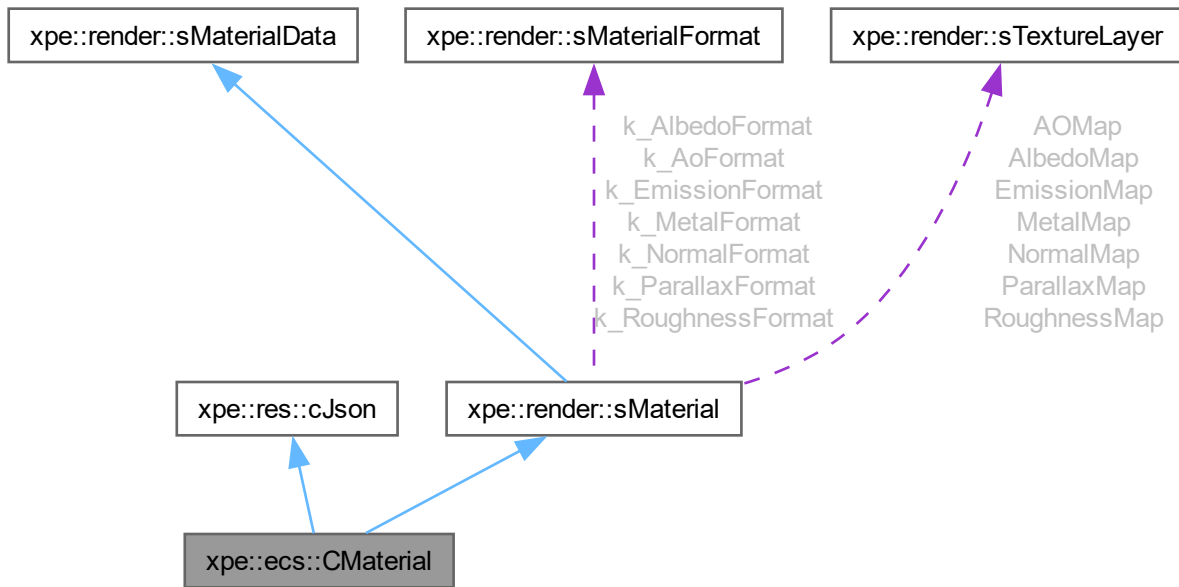 xpe::render::sMaterialData
xpe::render::sMaterialFormat
xpe::render::sTextureLayer
k_AlbedoFormat
k_AoFormat
k_EmissionFormat
k_MetalFormat
k_NormalFormat
k_ParallaxFormat
k_RoughnessFormat
AOMap
AlbedoMap
EmissionMap
MetalMap
NormalMap
ParallaxMap
RoughnessMap
xpe::res::cJson
xpe::render::sMaterial
xpe::ecs::CMaterial